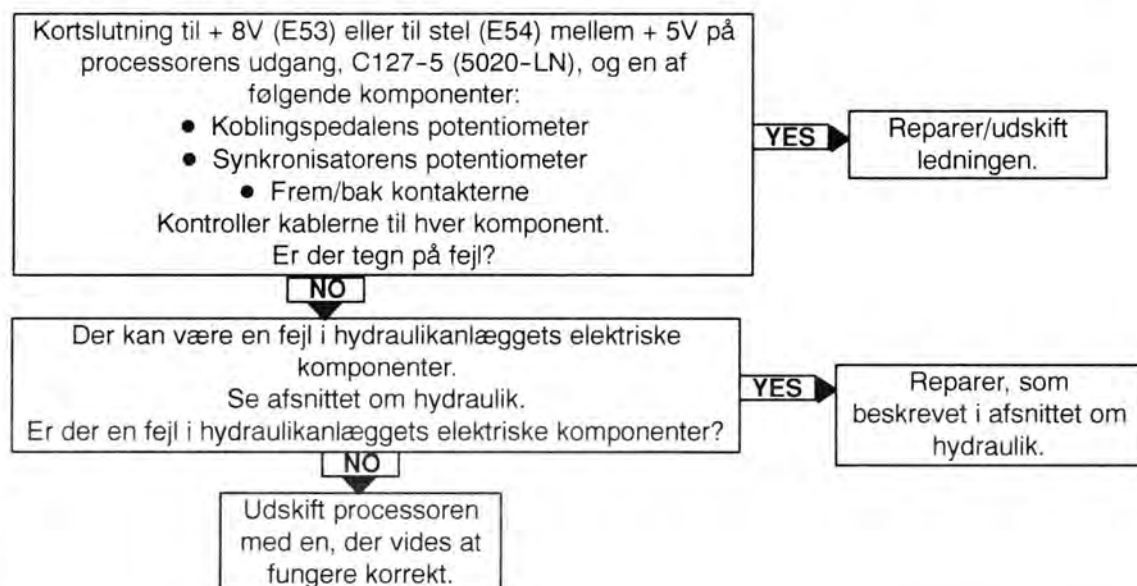 Kortslutning til + 8V (E53) eller til stel (E54) mellem + 5V på
processorens udgang, C127-5 (5020-LN), og en af
følgende komponenter:
● Koblingspedalens potentiometer
● Synkronisatorens potentiometer
● Frem/bak kontakterne
Kontroller kablerne til hver komponent.
Er der tegn på fejl?
YES
Reparer/udskift
ledningen.
NO
Der kan være en fejl i hydraulikanlæggets elektriske
komponenter.
Se afsnittet om hydraulik.
Er der en fejl i hydraulikanlæggets elektriske komponenter?
YES
Reparer, som
beskrevet i afsnittet om
hydraulik.
NO
Udskift processoren
med en, der vides at
fungere korrekt.